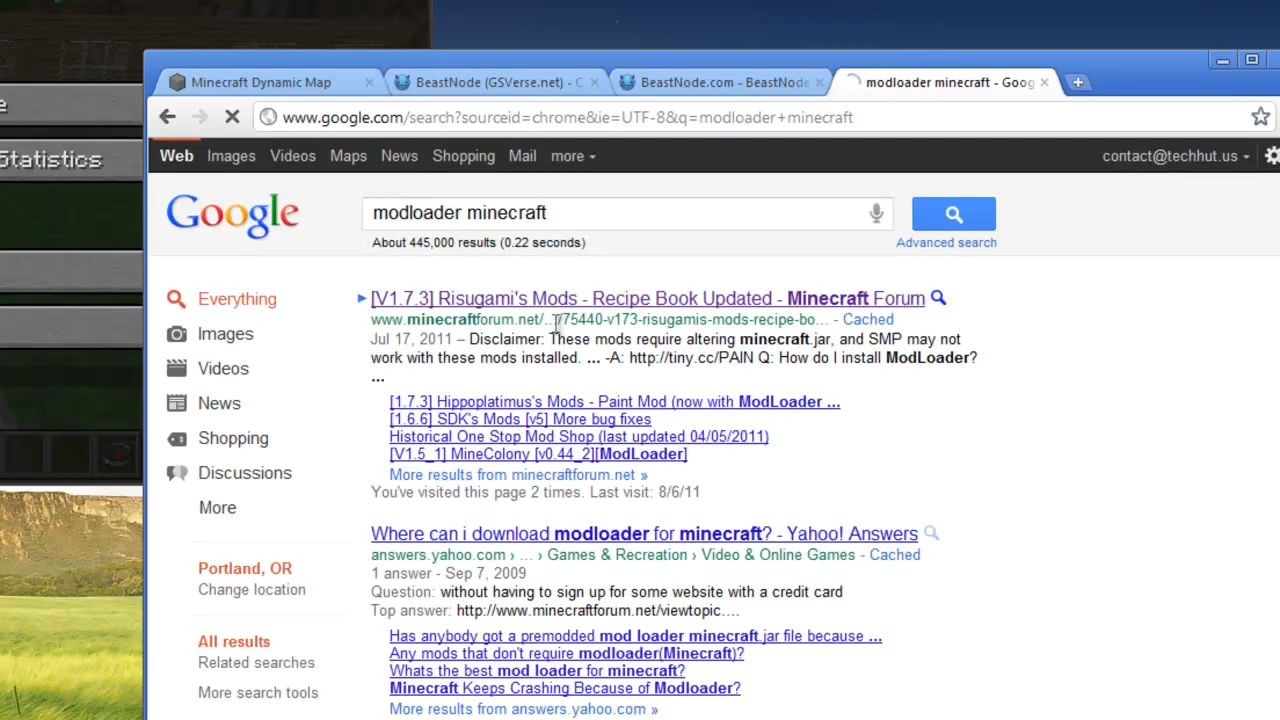 Minecraft Dynamic Map
BeastNode (GSVerse.net) - C
BeastNode.com - BeastNode
modloader minecraft - Goog
e
www.google.com/search?sourceid=chrome&ie=UTF-8&q=modloader+minecraft
Statistics
Web Images Videos Maps News Shopping Mail more
contact@techhut.us
Google
modloader minecraft
About 445,000 results (0.22 seconds)
Advanced search
Everything
Images
Videos
News
Shopping
Discussions
More
Portland, OR
Change location
All results
Related searches
More search tools
[V1.7.3] Risugami's Mods - Recipe Book Updated - Minecraft Forum
www.minecraftforum.net/.../75440-v173-risugamis-mods-recipe-bo... - Cached
Jul 17, 2011 – Disclaimer: These mods require altering minecraft.jar, and SMP may not
work with these mods installed. ... -A: http://tiny.cc/PAIN Q: How do I install ModLoader?
...
[1.7.3] Hippoplatimus's Mods - Paint Mod (now with ModLoader ...
[1.6.6] SDK's Mods [v5] More bug fixes
Historical One Stop Mod Shop (last updated 04/05/2011)
[V1.5_1] MineColony [v0.44_2][ModLoader]
More results from minecraftforum.net »
You've visited this page 2 times. Last visit: 8/6/11
Where can i download modloader for minecraft? - Yahoo! Answers
answers.yahoo.com › ... › Games & Recreation › Video & Online Games - Cached
1 answer - Sep 7, 2009
Question: without having to sign up for some website with a credit card
Top answer: http://www.minecraftforum.net/viewtopic....
Has anybody got a premodded mod loader minecraft.jar file because ...
Any mods that don't require modloader(Minecraft)?
Whats the best mod loader for minecraft?
Minecraft Keeps Crashing Because of Modloader?
More results from answers.yahoo.com »